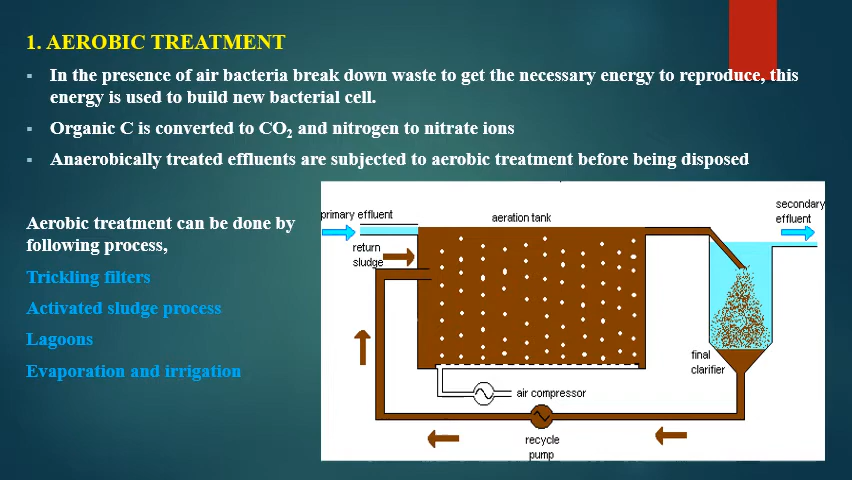 1. AEROBIC TREATMENT
▪ In the presence of air bacteria break down waste to get the necessary energy to reproduce, this
energy is used to build new bacterial cell.
▪ Organic C is converted to CO₂ and nitrogen to nitrate ions
▪ Anaerobically treated effluents are subjected to aerobic treatment before being disposed
Aerobic treatment can be done by
following process,
Trickling filters
Activated sludge process
Lagoons
Evaporation and irrigation
primary effluent
aeration tank
secondary
effluent
return
sludge
final
clarifier
air compressor
recycle
pump